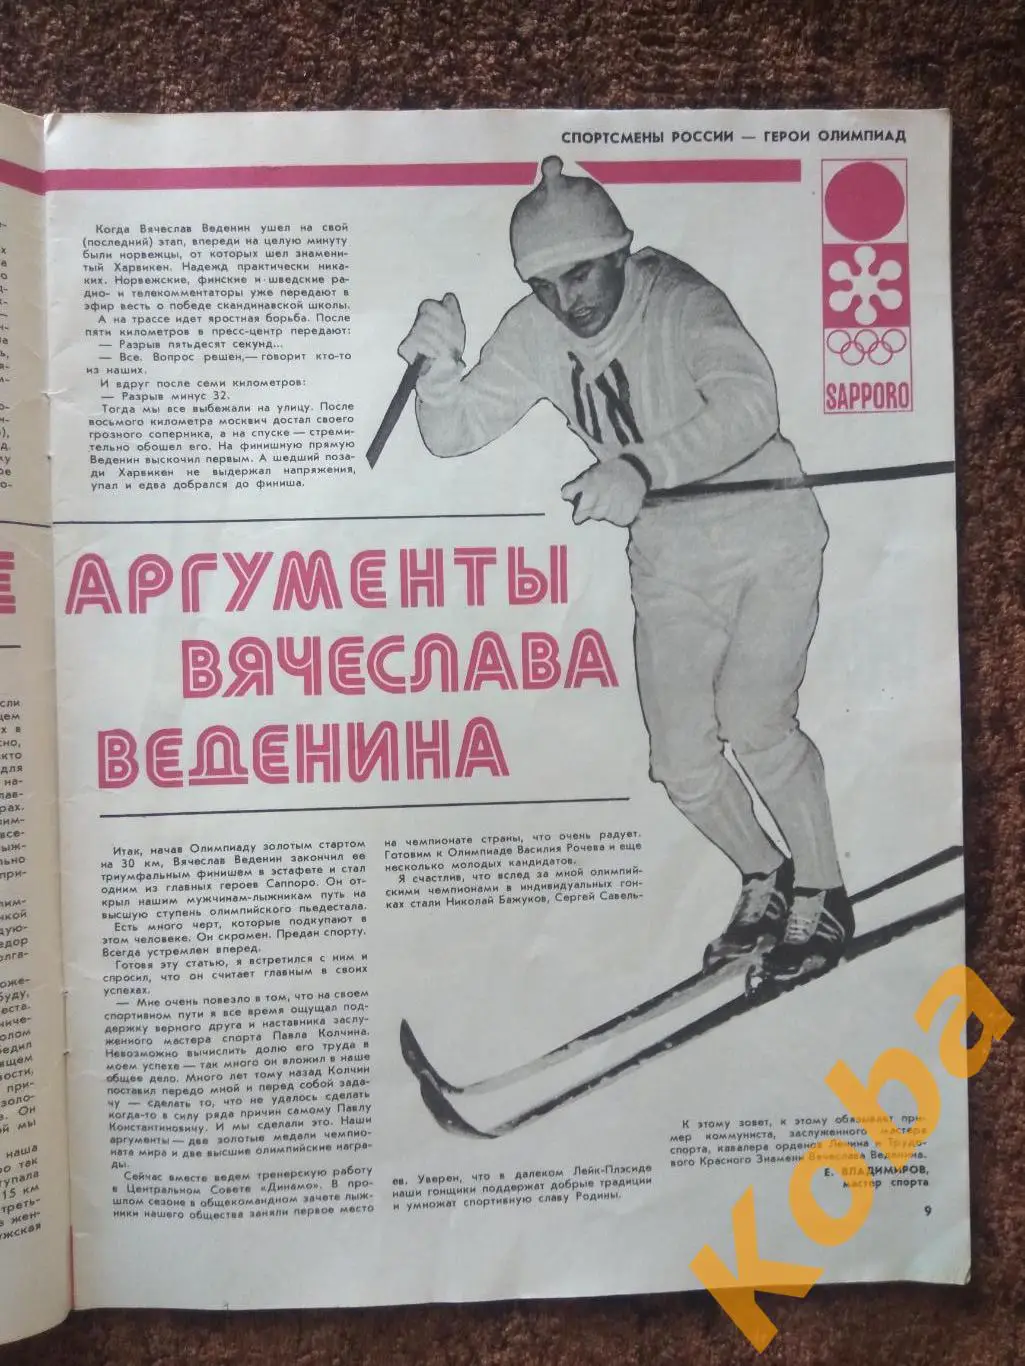 СПОРТСМЕНЫ РОССИИ — ГЕРОИ ОЛИМПИАД
SAPPORO
Когда Вячеслав Веденин ушел на свой
(последний) этап, впереди на целую минуту
были норвежцы, от которых шел знамени-
тый Харвикен. Надежд практически ника-
ких. Норвежские, финские и шведские ра-
дио- и телекомментаторы уже передают в
эфир весть о победе скандинавской школы.
А на трассе идет яростная борьба. После
пяти километров в пресс-центр передают:
— Разрыв пятьдесят секунд...
— Все. Вопрос решен,— говорит кто-то
из наших.
И вдруг после семи километров:
— Разрыв минус 32.
Тогда мы все выбежали на улицу. После
восьмого километра москвич достал своего
грозного соперника, а на спуске — стреми-
тельно обошел его. На финишную прямую
Веденин выскочил первым. А шедший поза-
ди Харвикен не выдержал напряжения,
упал и едва добрался до финиша.
АРГУМЕНТЫ
ВЯЧЕСЛАВА
ВЕДЕНИНА
Итак, начав Олимпиаду золотым стартом
на 30 км, Вячеслав Веденин закончил ее
триумфальным финишем в эстафете и стал
одним из главных героев Саппоро. Он от-
крыл нашим мужчинам-лыжникам путь на
высшую ступень олимпийского пьедестала.
Есть много черт, которые подкупают в
этом человеке. Он скромен. Предан спорту.
Всегда устремлен вперед.
Готовя эту статью, я встретился с ним и
спросил, что он считает главным в своих
успехах.
— Мне очень повезло в том, что на своем
спортивном пути я все время ощущал под-
держку верного друга и наставника заслу-
женного мастера спорта Павла Колчина.
Невозможно вычислить долю его труда в
моем успехе — так много он вложил в наше
общее дело. Много лет тому назад Колчин
поставил передо мной и перед собой зада-
чу — сделать то, что не удалось сделать
когда-то в силу ряда причин самому Павлу
Константиновичу. И мы сделали это. Наши
аргументы — две золотые медали чемпио-
ната мира и две высшие олимпийские награ-
ды.
Сейчас вместе ведем тренерскую работу
в Центральном Совете «Динамо». В про-
шлом сезоне в общекомандном зачете лыж-
ники нашего общества заняли первое место
на чемпионате страны, что очень радует.
Готовим к Олимпиаде Василия Рочева и еще
несколько молодых кандидатов.
Я счастлив, что вслед за мной олимпий-
скими чемпионами в индивидуальных гон-
ках стали Николай Бажуков, Сергей Савель-
ев. Уверен, что в далеком Лейк-Плэсиде
наши гонщики поддержат добрые традиции
и умножат спортивную славу Родины.
К этому зовет, к этому обязывает при-
мер коммуниста, заслуженного мастера
спорта, кавалера орденов Ленина и Трудо-
вого Красного Знамени Вячеслава Веденина.
Е. ВЛАДИМИРОВ,
мастер спорта
9
Koba